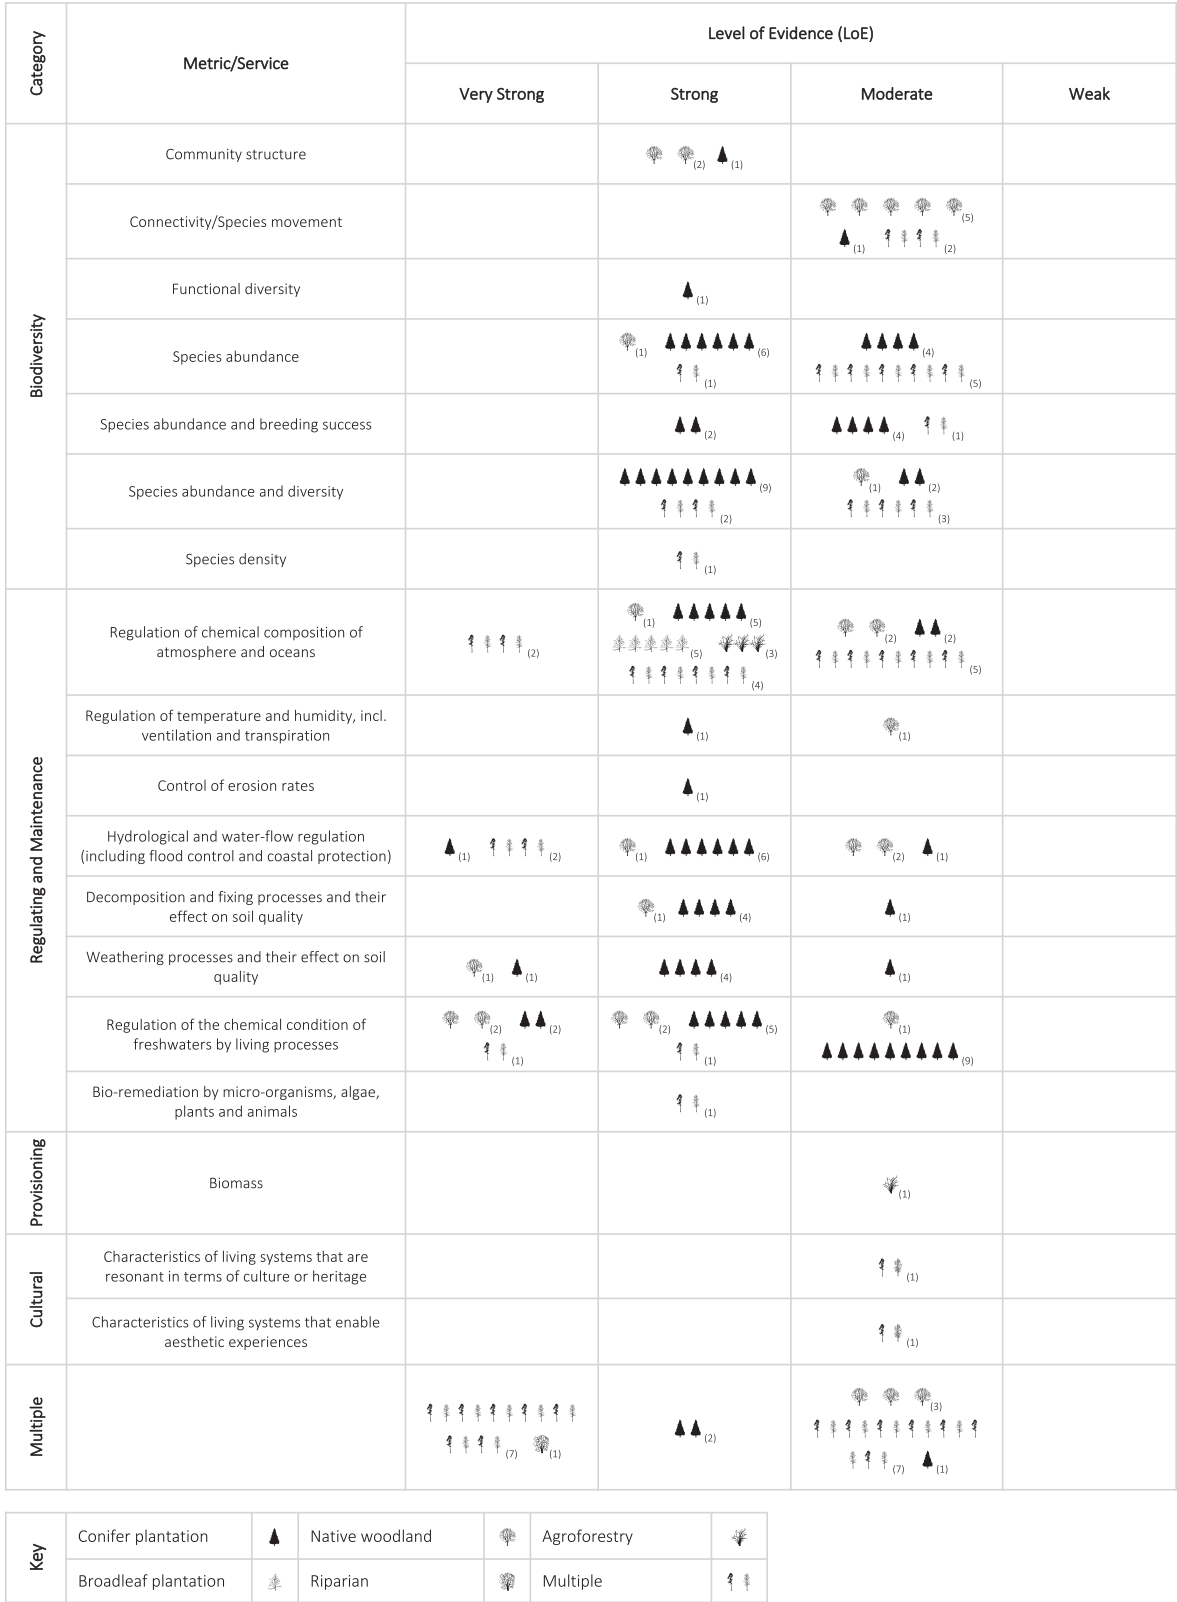 Category
Metric/Service
Level of Evidence (LoE)
Very Strong
Strong
Moderate
Weak
Biodiversity
Community structure
(2)
(1)
Connectivity/Species movement
(5)
(1)
(2)
Functional diversity
(1)
Species abundance
(1)
(6)
(1)
(4)
(5)
Species abundance and breeding success
(2)
(4)
(1)
Species abundance and diversity
(9)
(2)
(1)
(2)
(3)
Species density
(1)
Regulating and Maintenance
Regulation of chemical composition of
atmosphere and oceans
(2)
(1)
(5)
(5)
(3)
(4)
(2)
(2)
(5)
Regulation of temperature and humidity, incl.
ventilation and transpiration
(1)
(1)
Control of erosion rates
(1)
Hydrological and water-flow regulation
(including flood control and coastal protection)
(1)
(2)
(1)
(6)
(2)
(1)
Decomposition and fixing processes and their
effect on soil quality
(1)
(4)
(1)
Weathering processes and their effect on soil
quality
(1)
(1)
(4)
(1)
Regulation of the chemical condition of
freshwaters by living processes
(2)
(2)
(1)
(2)
(5)
(1)
(1)
(9)
Bio-remediation by micro-organisms, algae,
plants and animals
(1)
Provisioning
Biomass
(1)
Cultural
Characteristics of living systems that are
resonant in terms of culture or heritage
(1)
Characteristics of living systems that enable
aesthetic experiences
(1)
Multiple
(7)
(1)
(2)
(3)
(7)
(1)
Key
Conifer plantation
Native woodland
Agroforestry
Broadleaf plantation
Riparian
Multiple